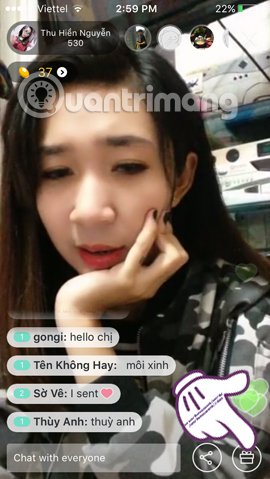 Viettel
2:59 PM
22%
Thu Hiền Nguyễn
530
37
uantrimang
1 gongi: hello chị
1 Tên Không Hay: môi xinh
2 Sờ Vê: I sent
1 Thùy Anh: thuỳ anh
Chat with everyone